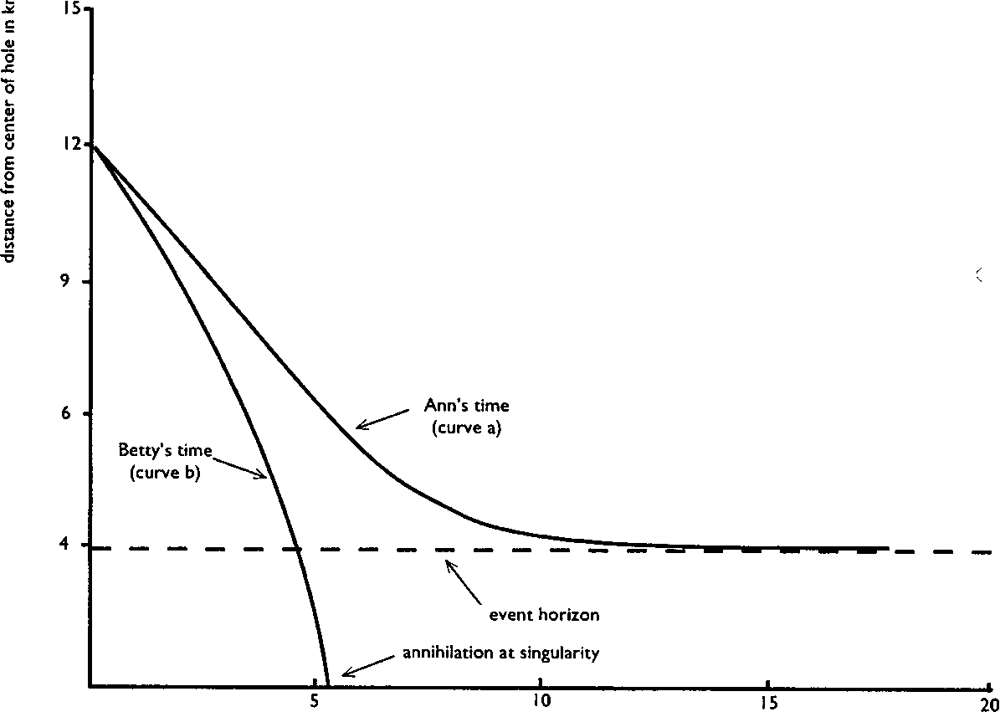 distance from center of hole in
15
12
9
6
4
Ann's time
(curve a)
Betty's time
(curve b)
event horizon
annihilation at singularity
5
10
15
20